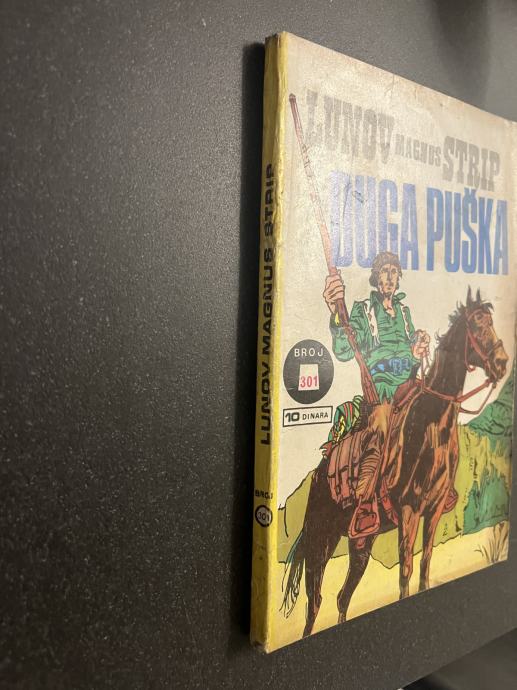 LUNOV MAGNUS STRIP
DUGA PUŠKA
BROJ
301
10 DINARA
LUNOV MAGNUS STRIP
BROJ
301